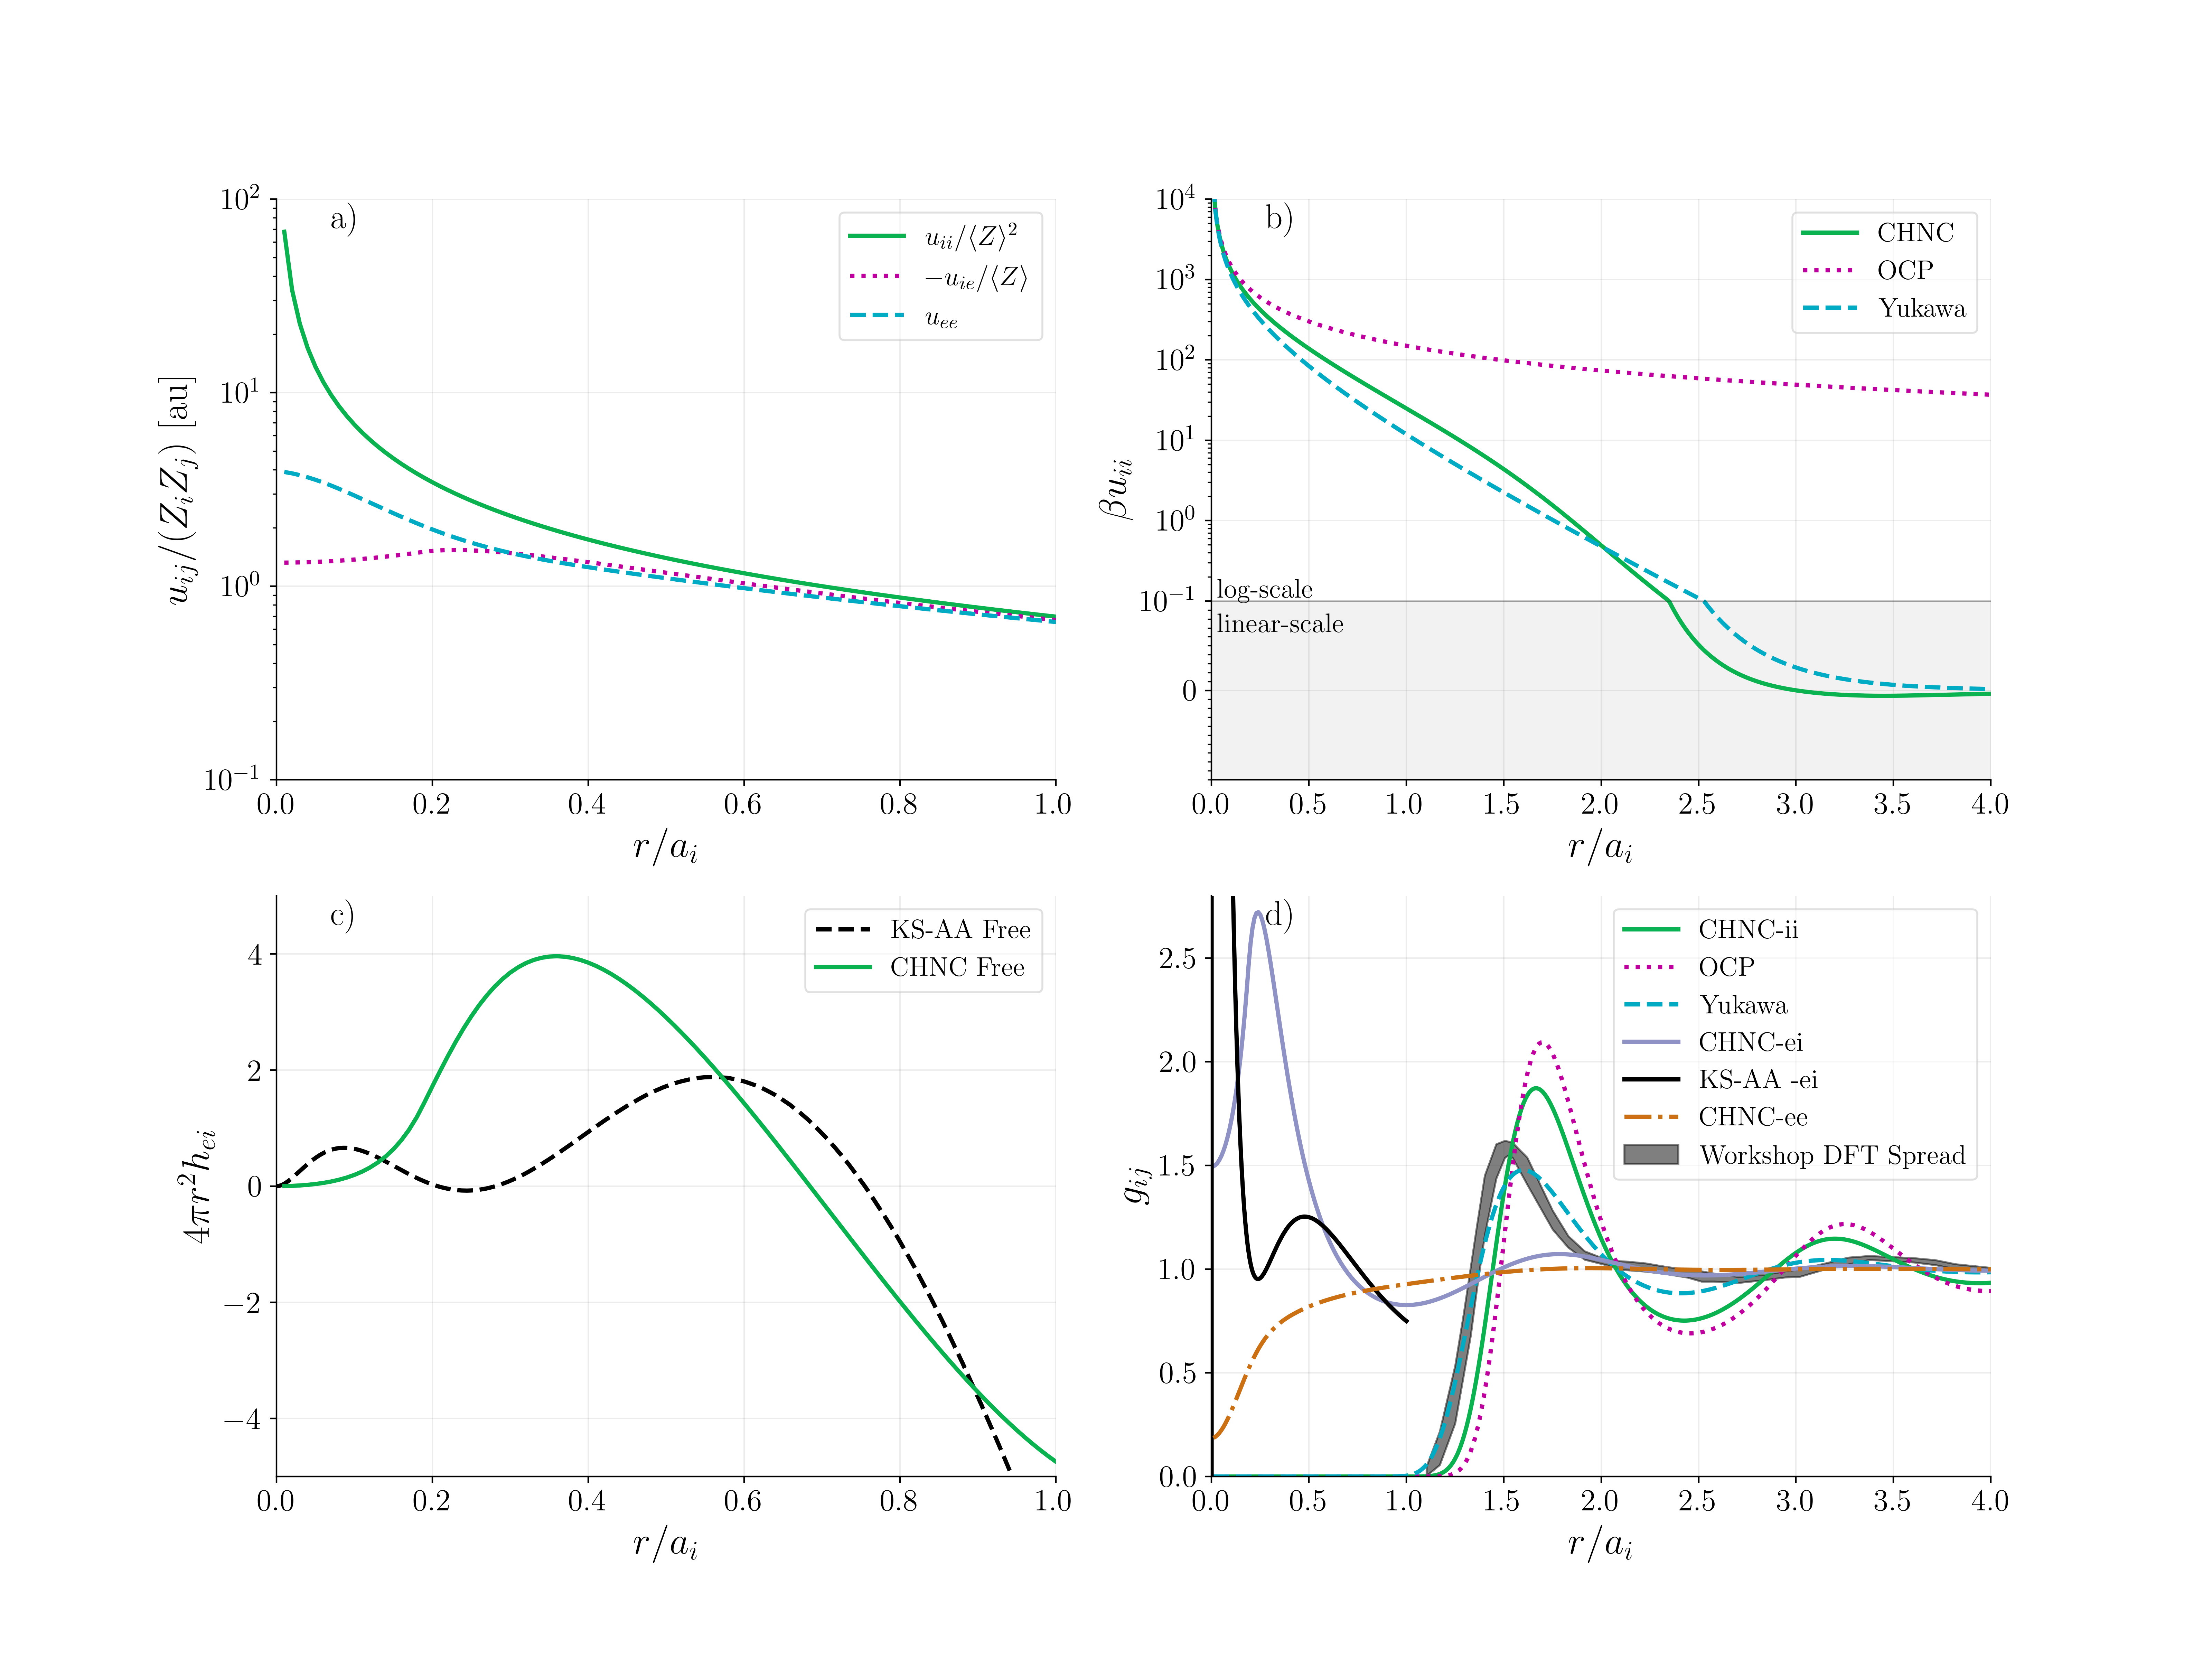 a)
u_{ij}/(Z_iZ_j) [au]
10^2
10^1
10^0
10^{-1}
u_{ii}/⟨Z⟩^2
−u_{ie}/⟨Z⟩
u_{ee}
0.0 0.2 0.4 0.6 0.8 1.0
r/a_i
b)
βu_{ii}
10^4
10^3
10^2
10^1
10^0
10^{-1}
0
log-scale
linear-scale
CHNC
OCP
Yukawa
0.0 0.5 1.0 1.5 2.0 2.5 3.0 3.5 4.0
r/a_i
c)
4πr^2h_{ei}
4
2
0
−2
−4
KS-AA Free
CHNC Free
0.0 0.2 0.4 0.6 0.8 1.0
r/a_i
d)
g_{ij}
2.5
2.0
1.5
1.0
0.5
0.0
CHNC-ii
OCP
Yukawa
CHNC-ei
KS-AA -ei
CHNC-ee
Workshop DFT Spread
0.0 0.5 1.0 1.5 2.0 2.5 3.0 3.5 4.0
r/a_i